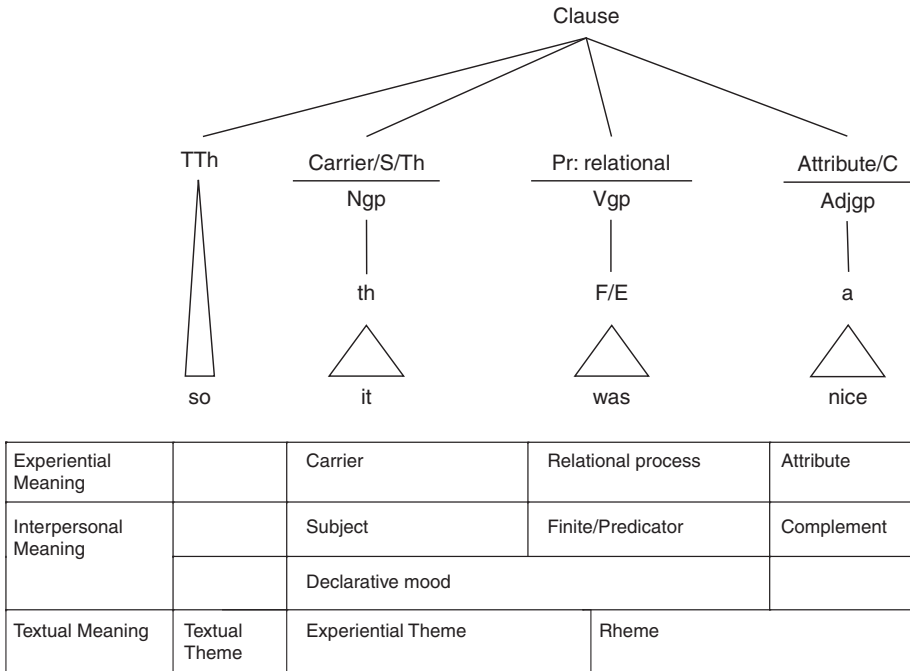 Clause
TTh Carrier/S/Th Pr: relational Attribute/C
Ngp Vgp Adjgp
th F/E a
so it was nice
Experiential Meaning Carrier Relational process Attribute
Interpersonal Meaning Subject Finite/Predicator Complement
Declarative mood
Textual Meaning Textual Theme Experiential Theme Rheme